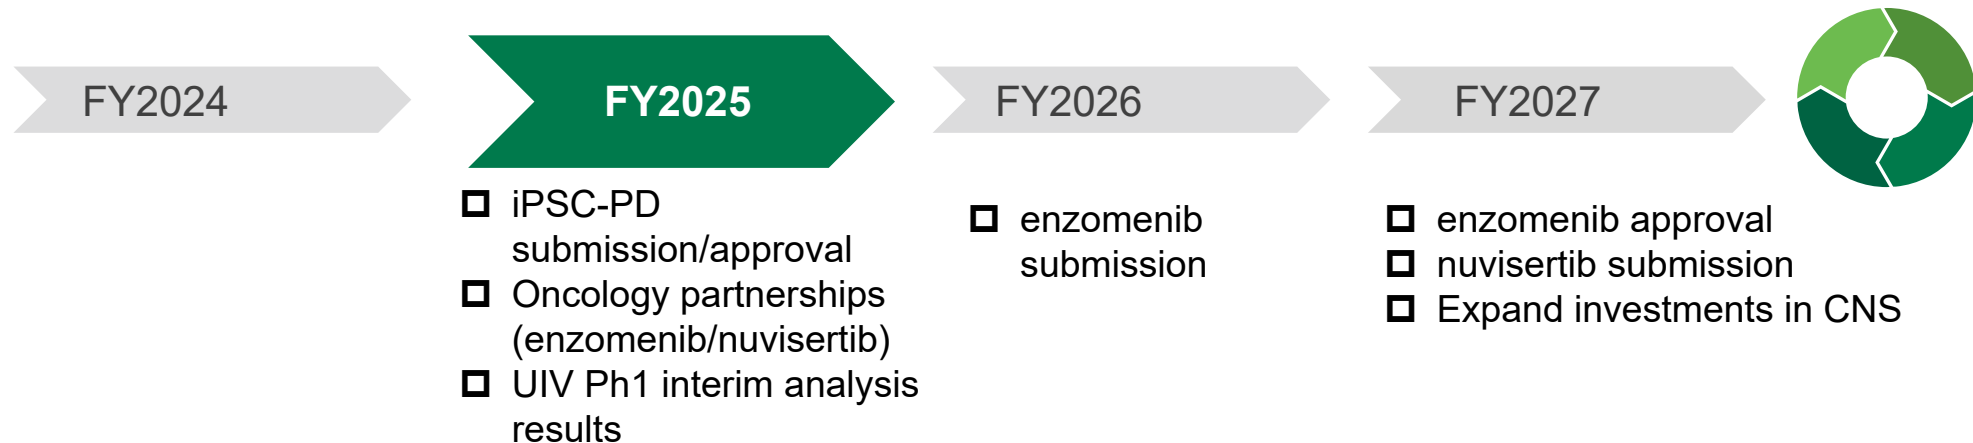 FY2024
FY2025
FY2026
FY2027
iPSC-PD
submission/approval
Oncology partnerships
(enzomenib/nuvisertib)
UIV Ph1 interim analysis
results
enzomenib
submission
enzomenib approval
nuvisertib submission
Expand investments in CNS